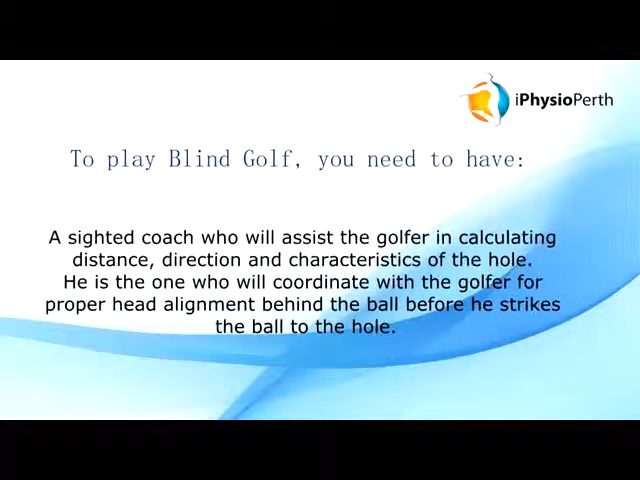 iPhysioPerth
To play Blind Golf, you need to have:
A sighted coach who will assist the golfer in calculating
distance, direction and characteristics of the hole.
He is the one who will coordinate with the golfer for
proper head alignment behind the ball before he strikes
the ball to the hole.